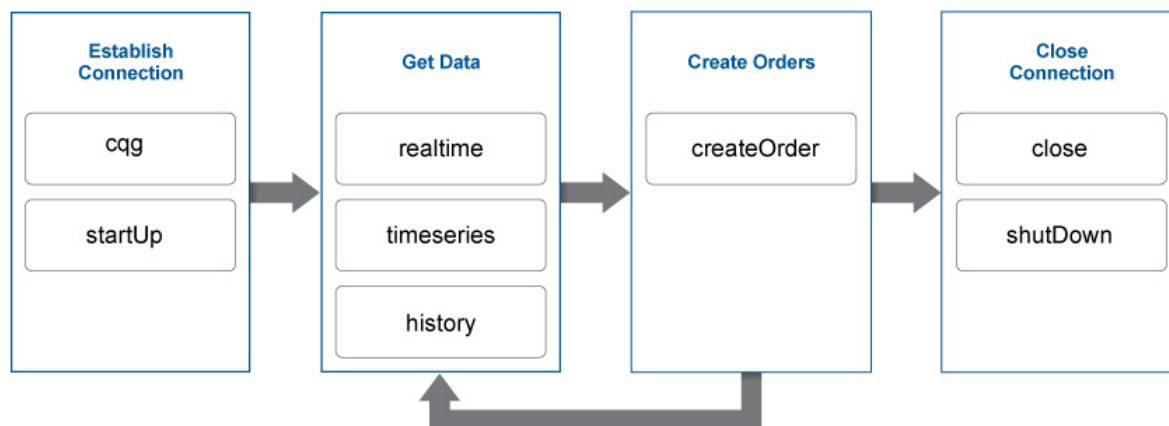 Establish
Connection
cqg
startUp
Get Data
realtime
timeseries
history
Create Orders
createOrder
Close
Connection
close
shutDown